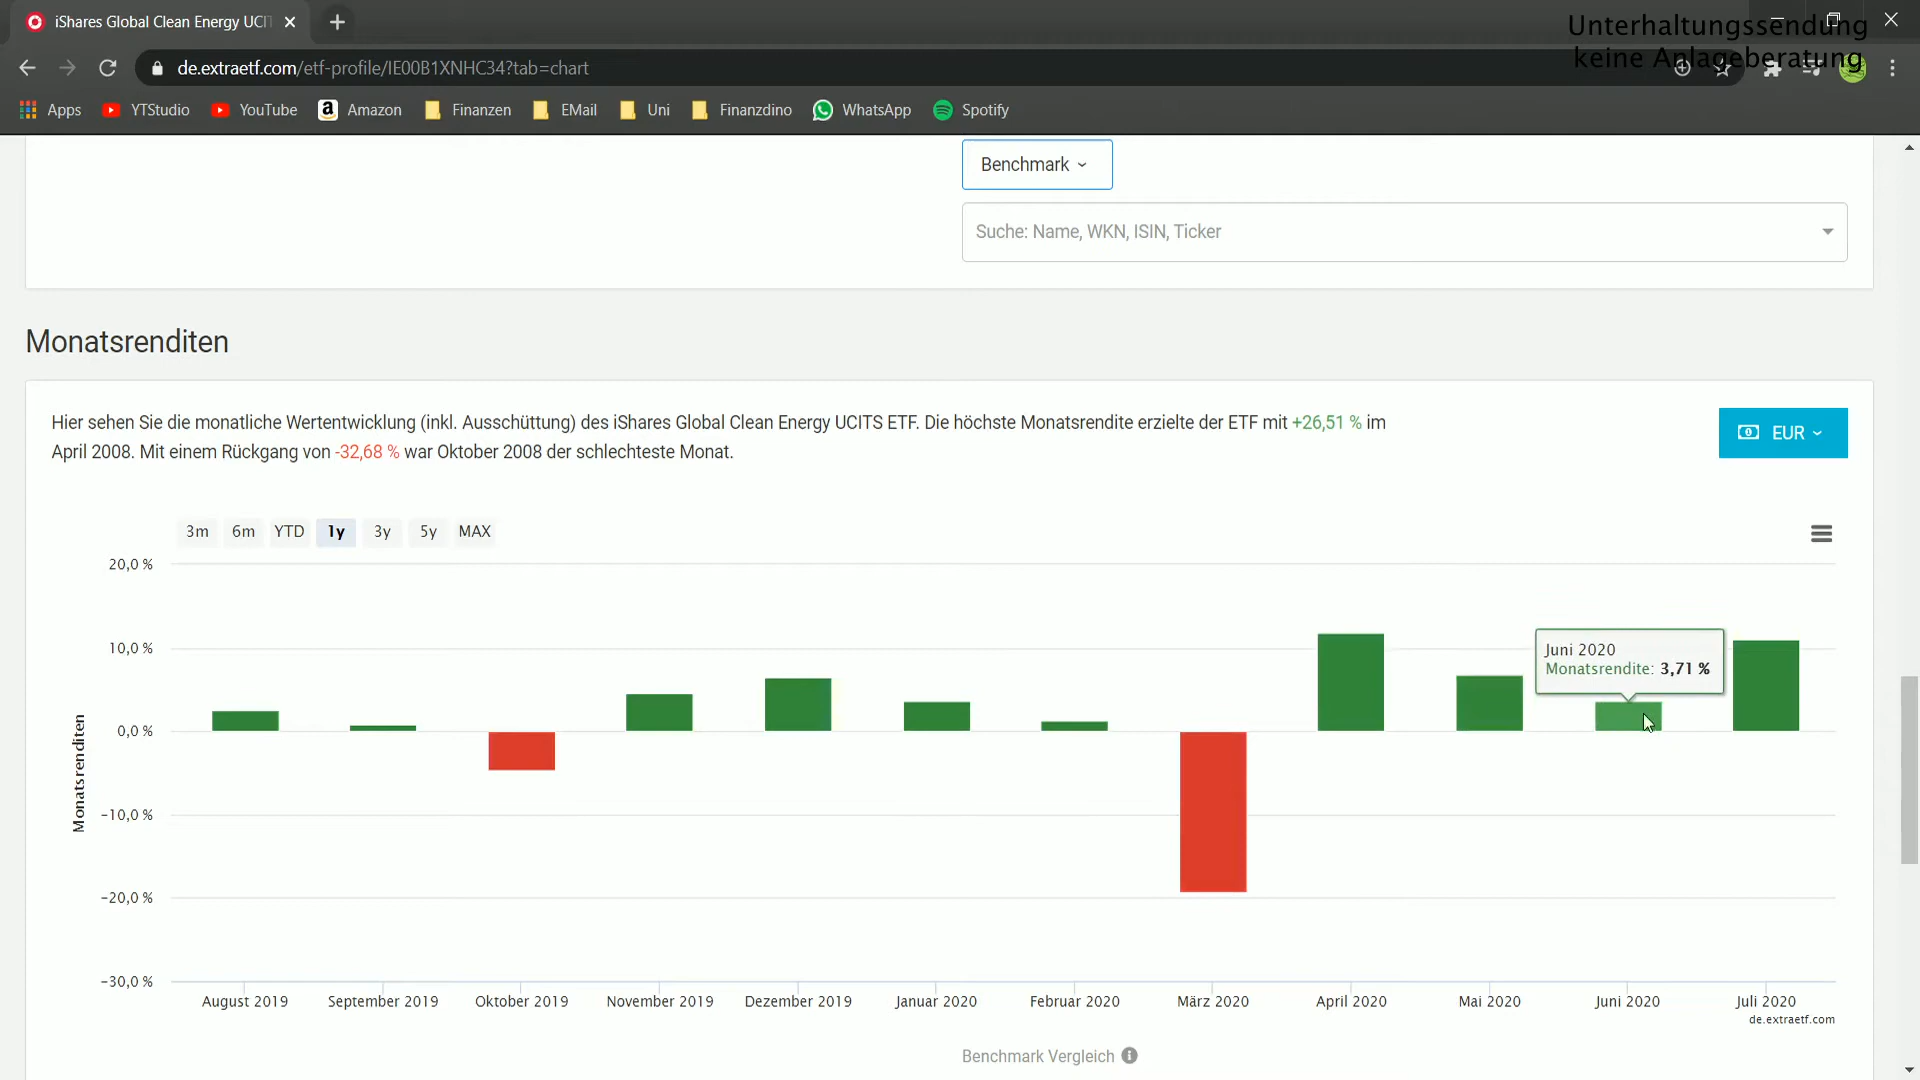 iShares Global Clean Energy UCI
Unterhaltungssendung
keine Anlageberatung
de.extraetf.com/etf-profile/IE00B1XNHC34?tab=chart
Apps YTStudio YouTube Amazon Finanzen EMail Uni Finanzdino WhatsApp Spotify
Benchmark
Suche: Name, WKN, ISIN, Ticker
Monatsrenditen
Hier sehen Sie die monatliche Wertentwicklung (inkl. Ausschüttung) des iShares Global Clean Energy UCITS ETF. Die höchste Monatsrendite erzielte der ETF mit +26,51 % im
April 2008. Mit einem Rückgang von -32,68 % war Oktober 2008 der schlechteste Monat.
EUR
3m 6m YTD 1y 3y 5y MAX
20,0 %
10,0 %
0,0 %
-10,0 %
-20,0 %
-30,0 %
Monatsrenditen
Juni 2020
Monatsrendite: 3,71 %
August 2019 September 2019 Oktober 2019 November 2019 Dezember 2019 Januar 2020 Februar 2020 März 2020 April 2020 Mai 2020 Juni 2020 Juli 2020
de.extraetf.com
Benchmark Vergleich